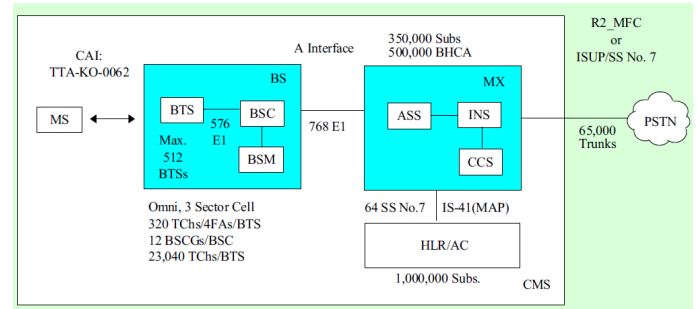 R2_MFC
or
ISUP/SS No. 7
350,000 Subs
500,000 BHCA
A Interface
CAI:
TTA-KO-0062
BS
MX
MS
BTS
BSC
576
E1
Max.
512
BTSs
BSM
768 E1
ASS
INS
CCS
65,000
Trunks
PSTN
Omni, 3 Sector Cell
320 TChs/4FAs/BTS
12 BSCGs/BSC
23,040 TChs/BTS
64 SS No.7
IS-41(MAP)
HLR/AC
1,000,000 Subs.
CMS